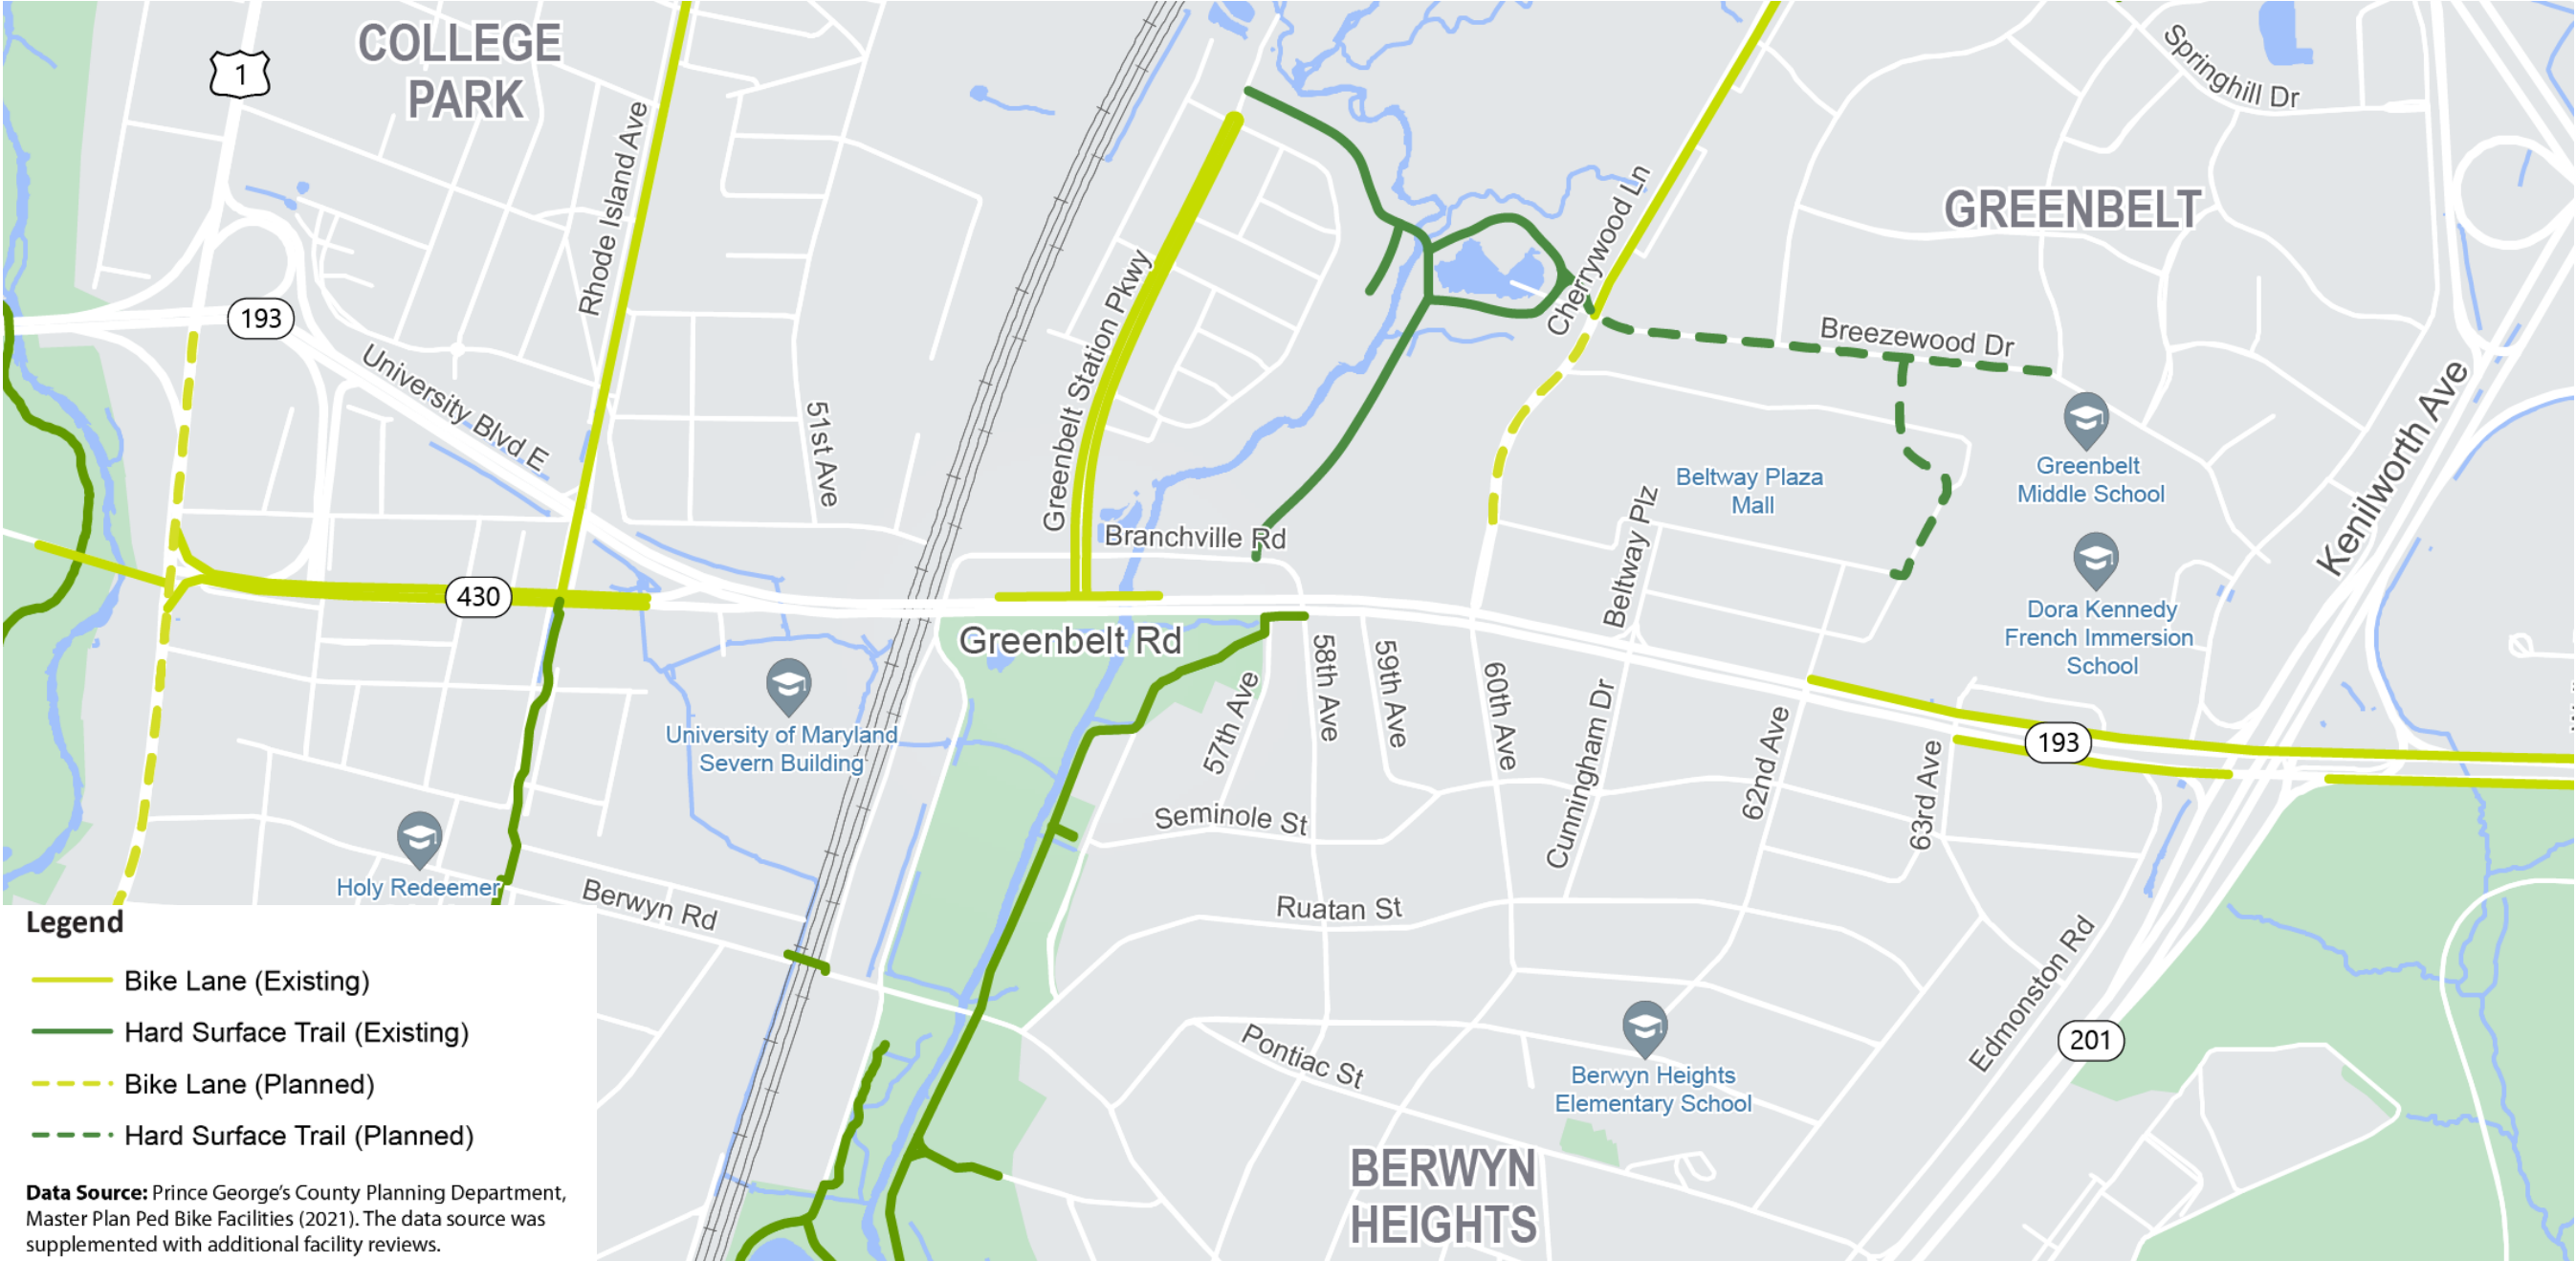 COLLEGE
PARK
1
Springhill Dr
Rhode Island Ave
Cherrywood Ln
GREENBELT
193
Greenbelt Station Pkwy
Breezewood Dr
University Blvd E
51st Ave
Kenilworth Ave
Greenbelt
Middle School
Beltway Plaza
Mall
Beltway Plz
Branchville Rd
430
Greenbelt Rd
Dora Kennedy
French Immersion
School
University of Maryland
Severn Building
57th Ave
58th Ave
59th Ave
60th Ave
Cunningham Dr
62nd Ave
63rd Ave
193
Seminole St
Holy Redeemer
Berwyn Rd
Ruatan St
Edmonston Rd
201
Pontiac St
Berwyn Heights
Elementary School
BERWYN
HEIGHTS
Legend
Bike Lane (Existing)
Hard Surface Trail (Existing)
Bike Lane (Planned)
Hard Surface Trail (Planned)
Data Source: Prince George's County Planning Department,
Master Plan Ped Bike Facilities (2021). The data source was
supplemented with additional facility reviews.